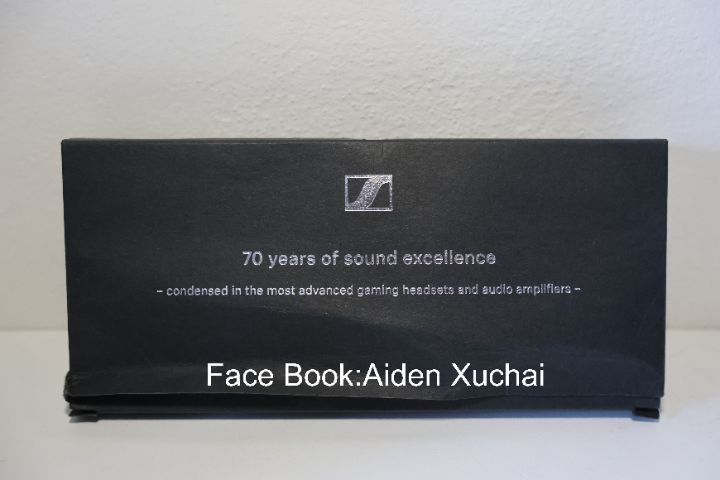 70 years of sound excellence
– condensed in the most advanced gaming headsets and audio amplifiers –
Face Book:Aiden Xuchai